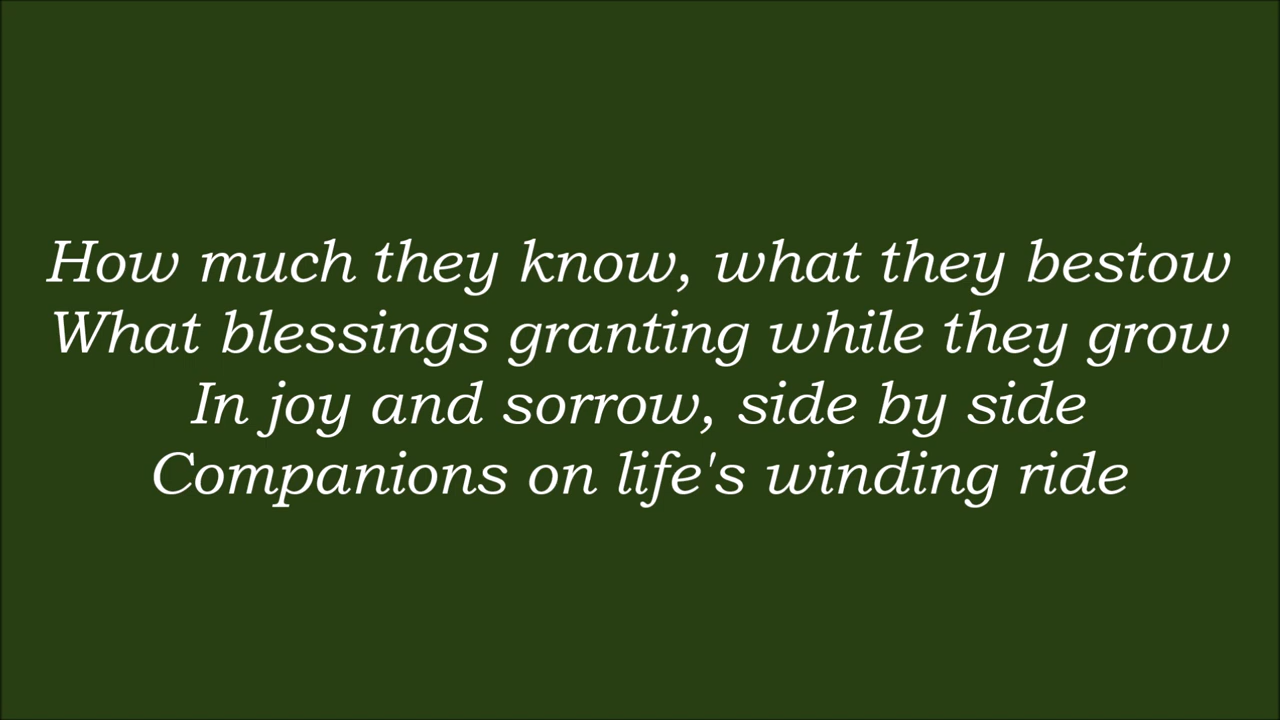 How much they know, what they bestow
What blessings granting while they grow
In joy and sorrow, side by side
Companions on life's winding ride